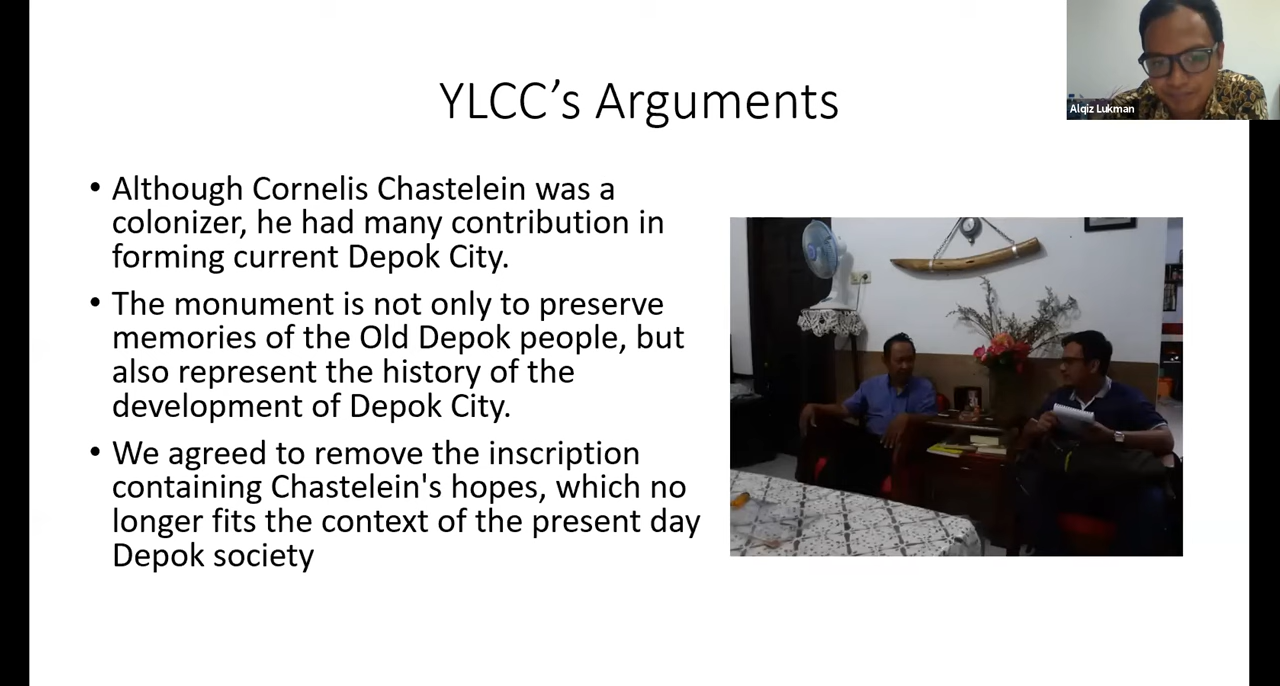 YLCC’s Arguments
Alqiz Lukman
• Although Cornelis Chastelein was a
colonizer, he had many contribution in
forming current Depok City.
• The monument is not only to preserve
memories of the Old Depok people, but
also represent the history of the
development of Depok City.
• We agreed to remove the inscription
containing Chastelein's hopes, which no
longer fits the context of the present day
Depok society